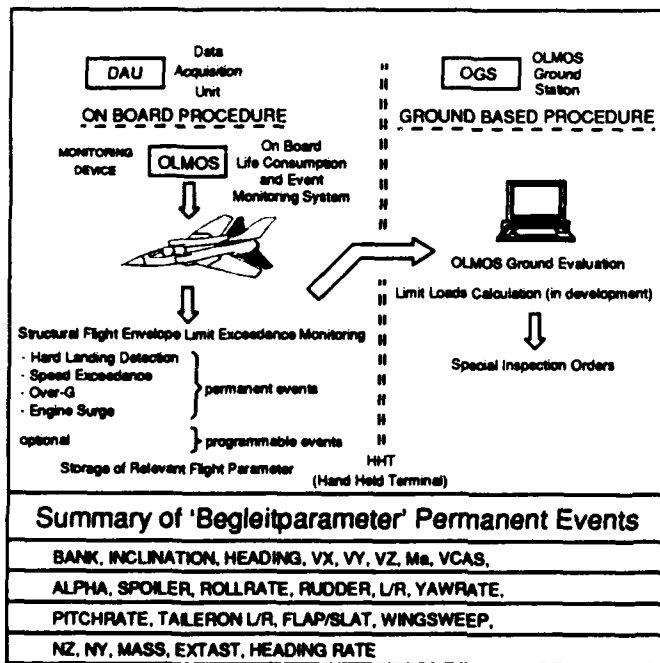 DAU
Data
Acquisition
Unit
ON BOARD PROCEDURE
MONITORING
DEVICE
OLMOS
On Board
Life Consumption
and Event
Monitoring System
Structural Flight Envelope Limit Exceedance Monitoring
- Hard Landing Detection
- Speed Exceedance
- Over-G
- Engine Surge
permanent events
optional
programmable events
Storage of Relevant Flight Parameter
HHT
(Hand Held Terminal)
OGS
OLMOS
Ground
Station
GROUND BASED PROCEDURE
OLMOS Ground Evaluation
Limit Loads Calculation (in development)
Special Inspection Orders
Summary of 'Begleitparameter' Permanent Events
BANK, INCLINATION, HEADING, VX, VY, VZ, Ma, VCAS,
ALPHA, SPOILER, ROLLRATE, RUDDER, L/R, YAWRATE,
PITCHRATE, TAILERON L/R, FLAP/SLAT, WINGSWEEP,
NZ, NY, MASS, EXTAST, HEADING RATE